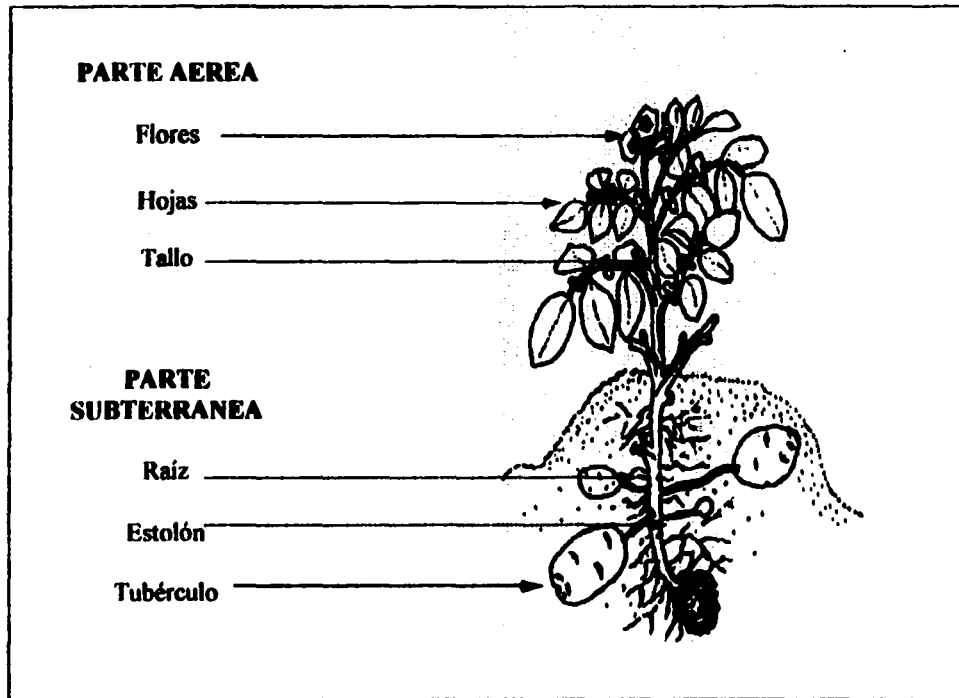 PARTE AEREA
Flores
Hojas
Tallo
PARTE
SUBTERRANEA
Raíz
Estolón
Tubérculo